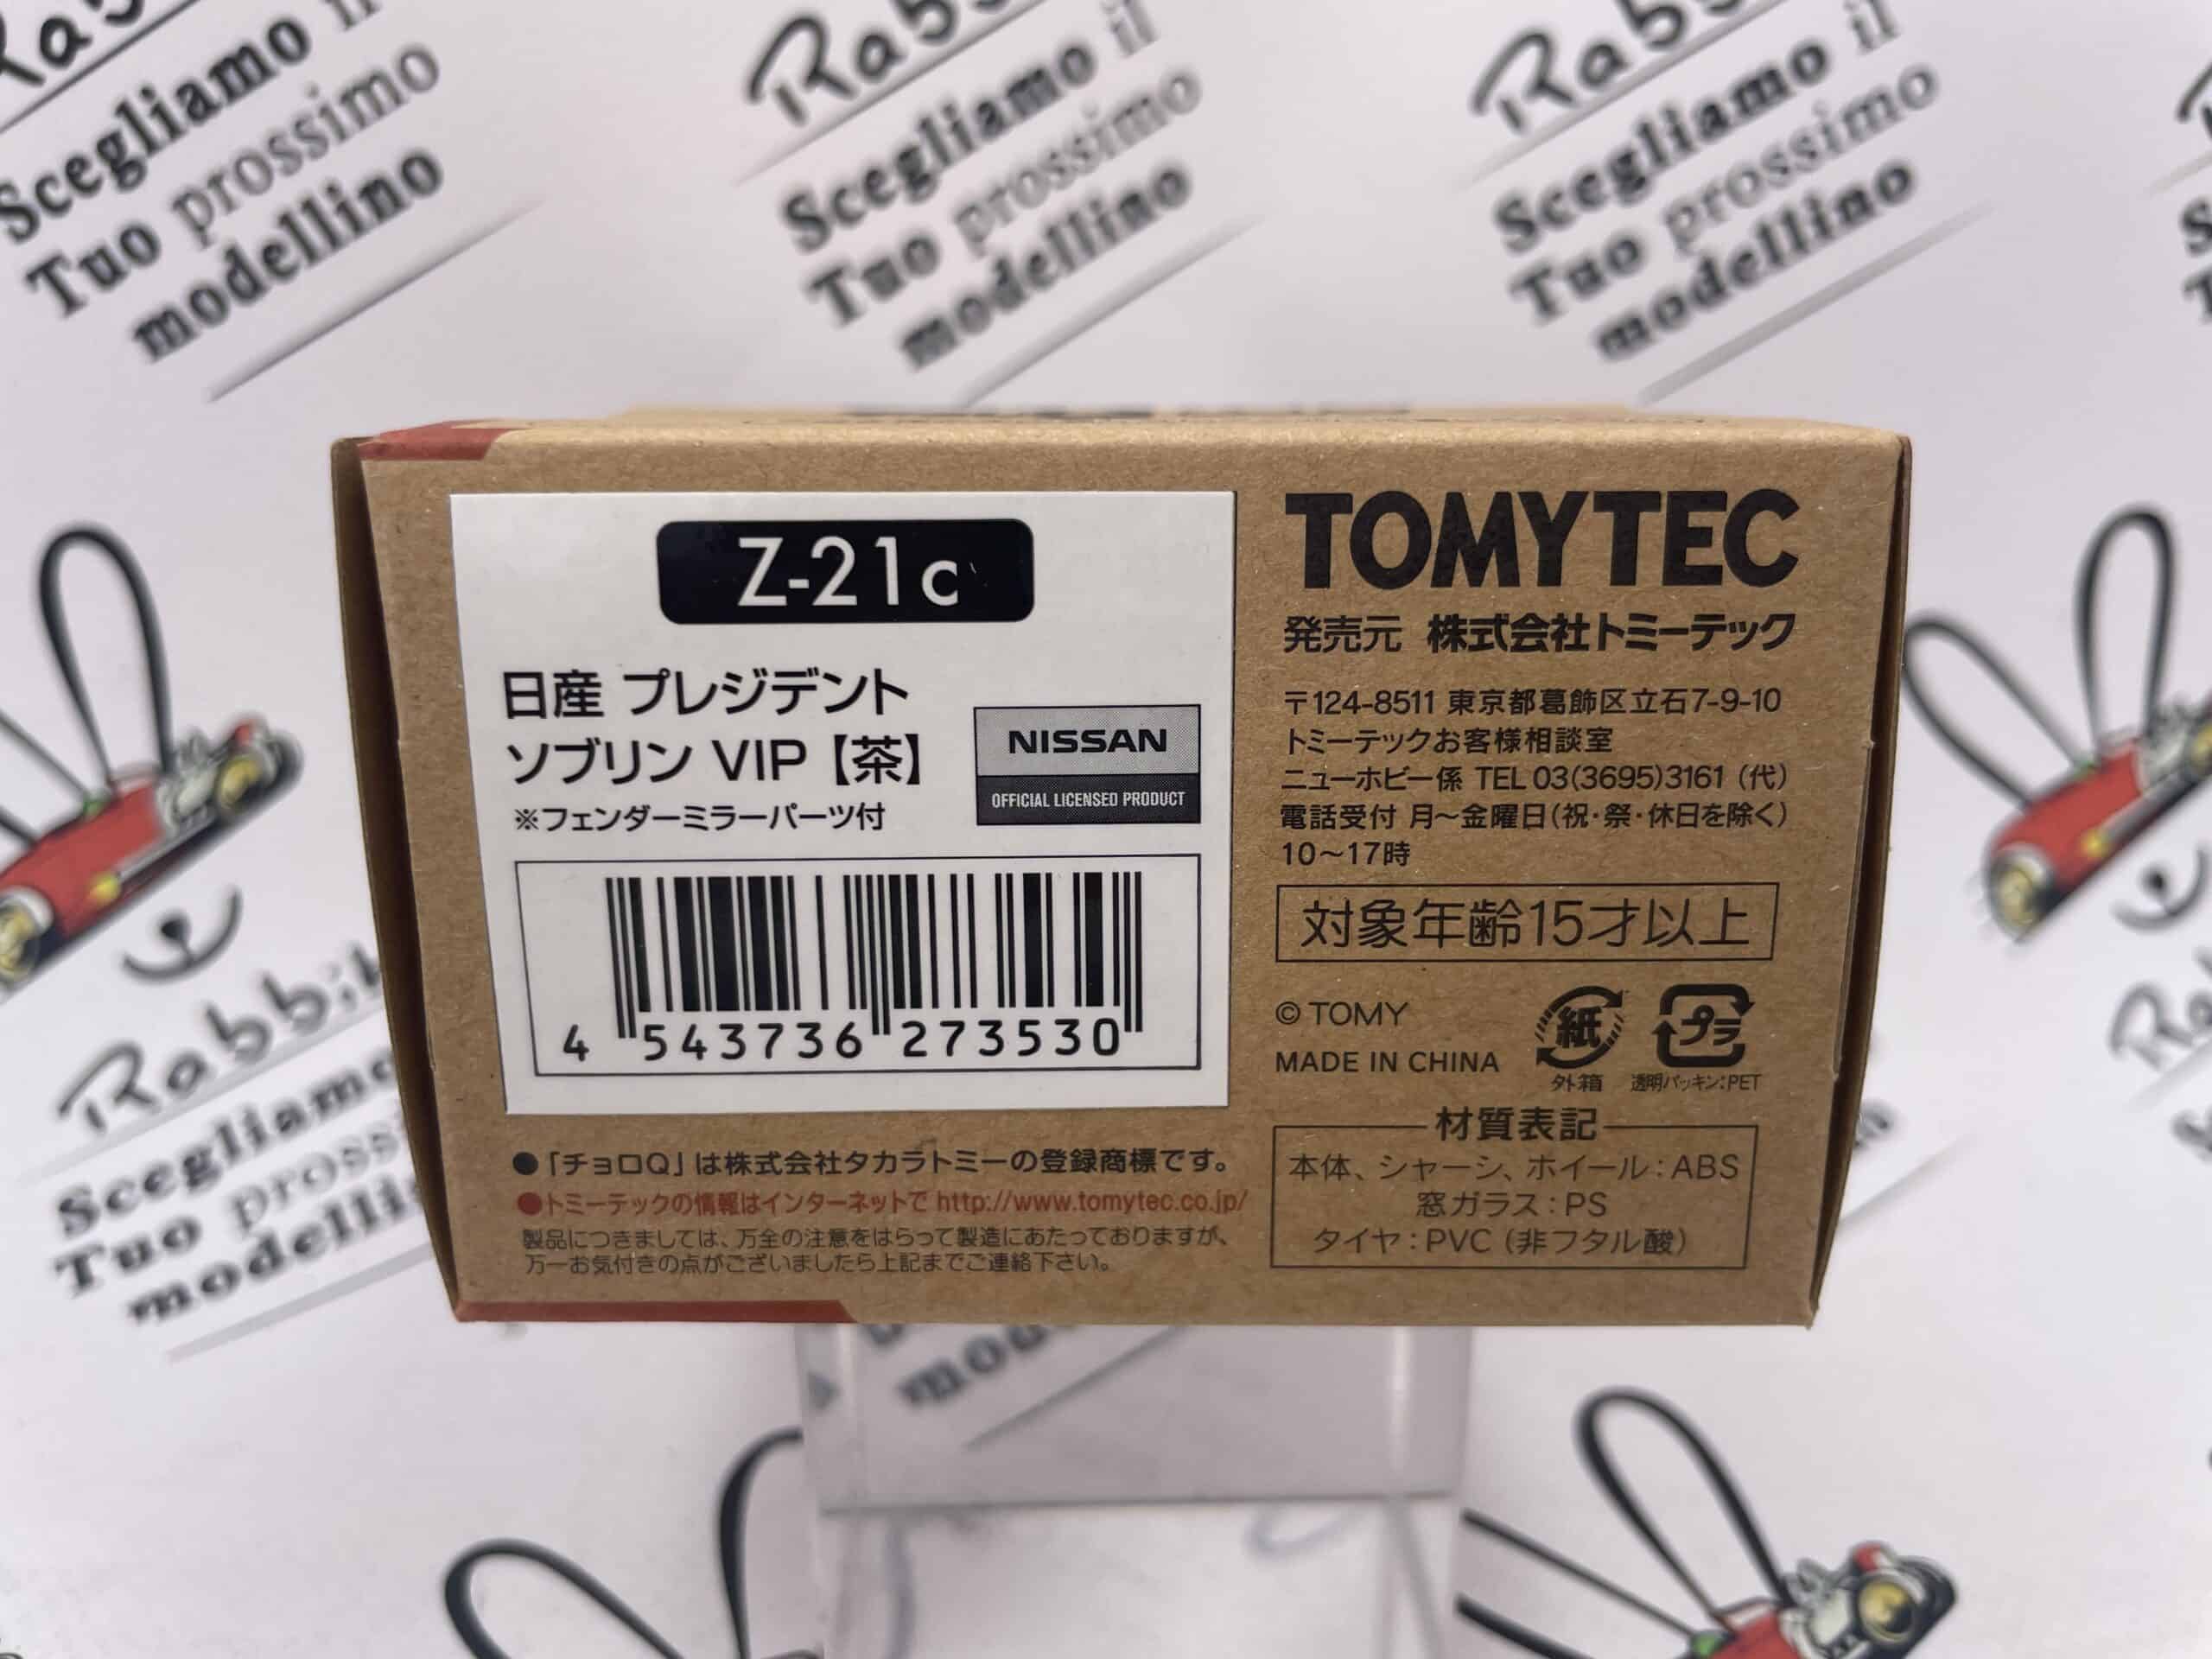 Scegliamo il
Tuo prossimo
modellino
Scegliamo il
Tuo prossimo
modellino
Scegliamo il
Tuo prossimo
modellino
Z-21c
日産 プレジデント
ソブリン VIP【茶】
※フェンダーミラーパーツ付
NISSAN
OFFICIAL LICENSED PRODUCT
4 543736 273530
●「チョロQ」は株式会社タカラトミーの登録商標です。
●トミーテックの情報はインターネットで http://www.tomytec.co.jp/
製品につきましては、万全の注意をはらって製造にあたっておりますが、
万一お気付きの点がございましたら上記までご連絡下さい。
TOMYTEC
発売元 株式会社トミーテック
〒124-8511 東京都葛飾区立石7-9-10
トミーテックお客様相談室
ニューホビー係 TEL 03(3695)3161 (代)
電話受付 月～金曜日(祝・祭・休日を除く)
10～17時
対象年齢15才以上
© TOMY
MADE IN CHINA
紙
外箱
プラ
透明パッキン:PET
材質表記
本体、シャーシ、ホイール：ABS
窓ガラス：PS
タイヤ：PVC (非フタル酸)